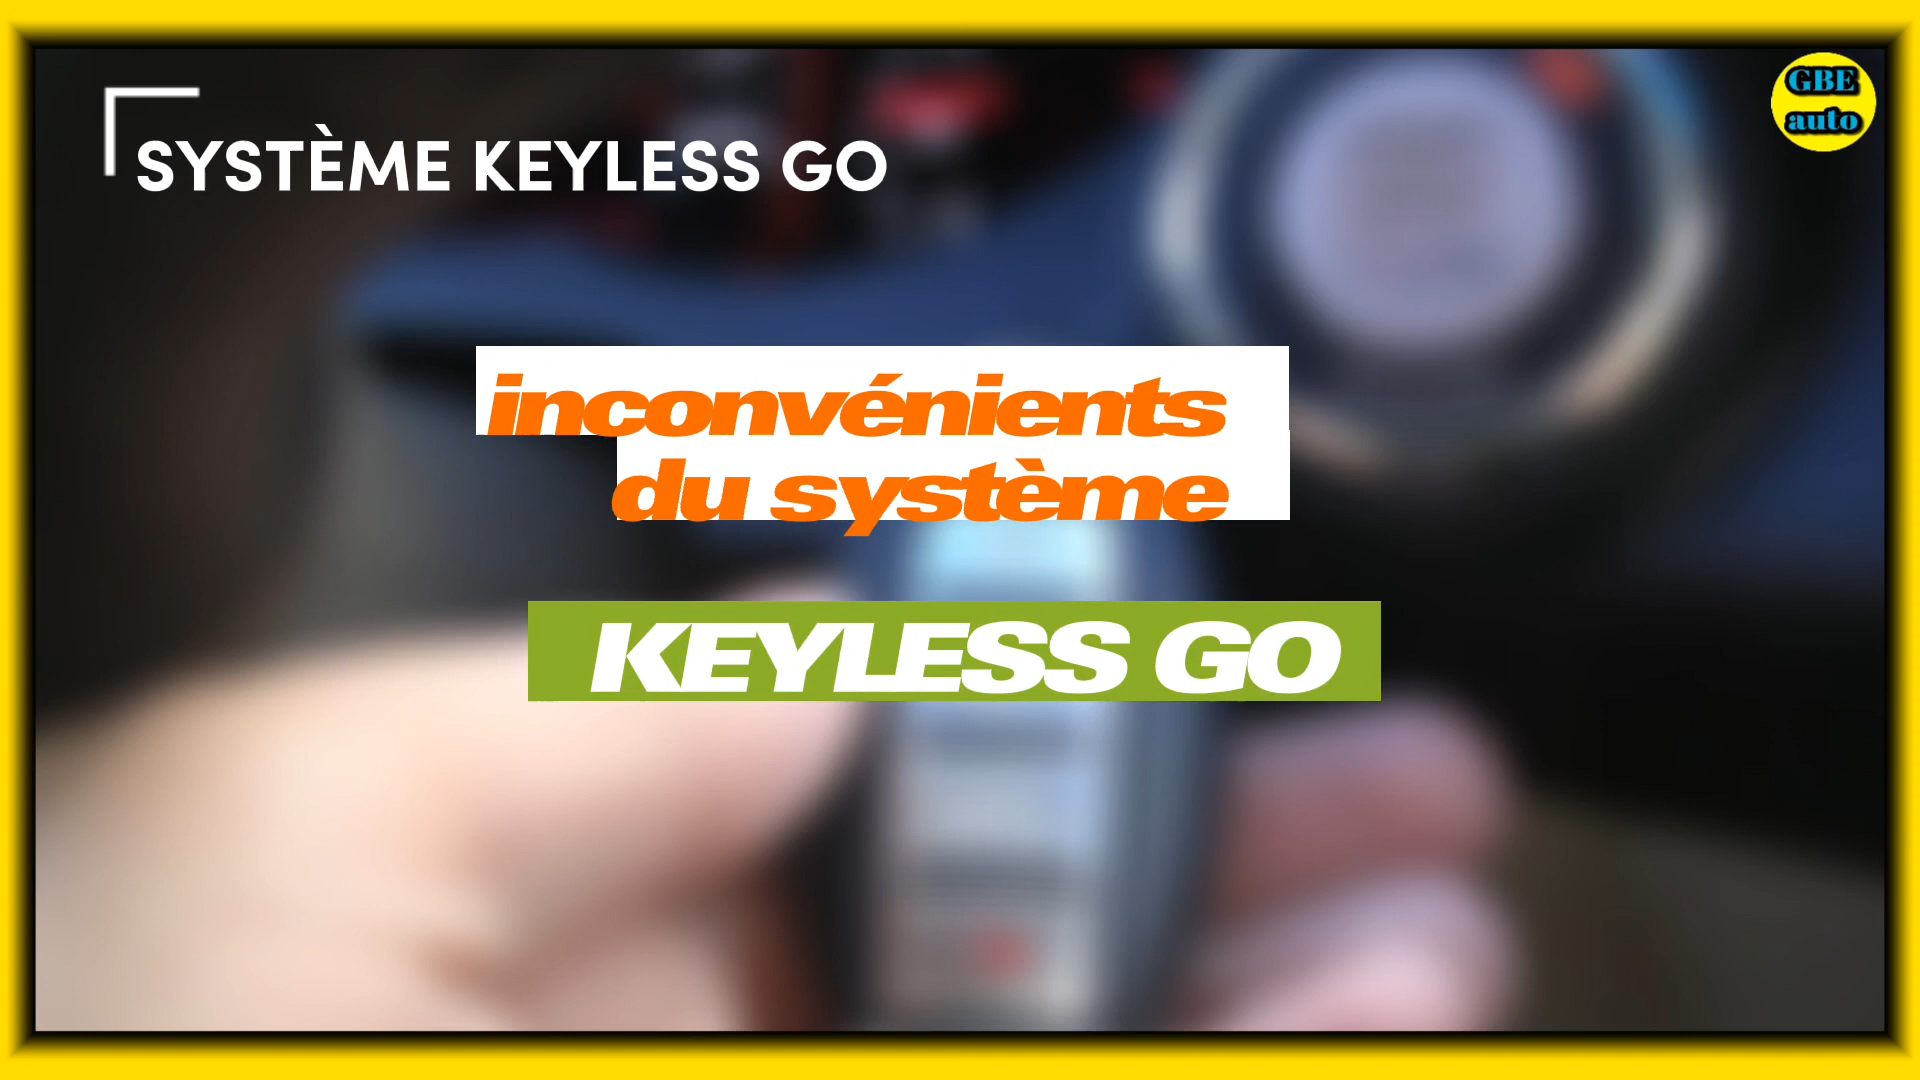 SYSTÈME KEYLESS GO
GBE
auto
inconvénients
du système
KEYLESS GO